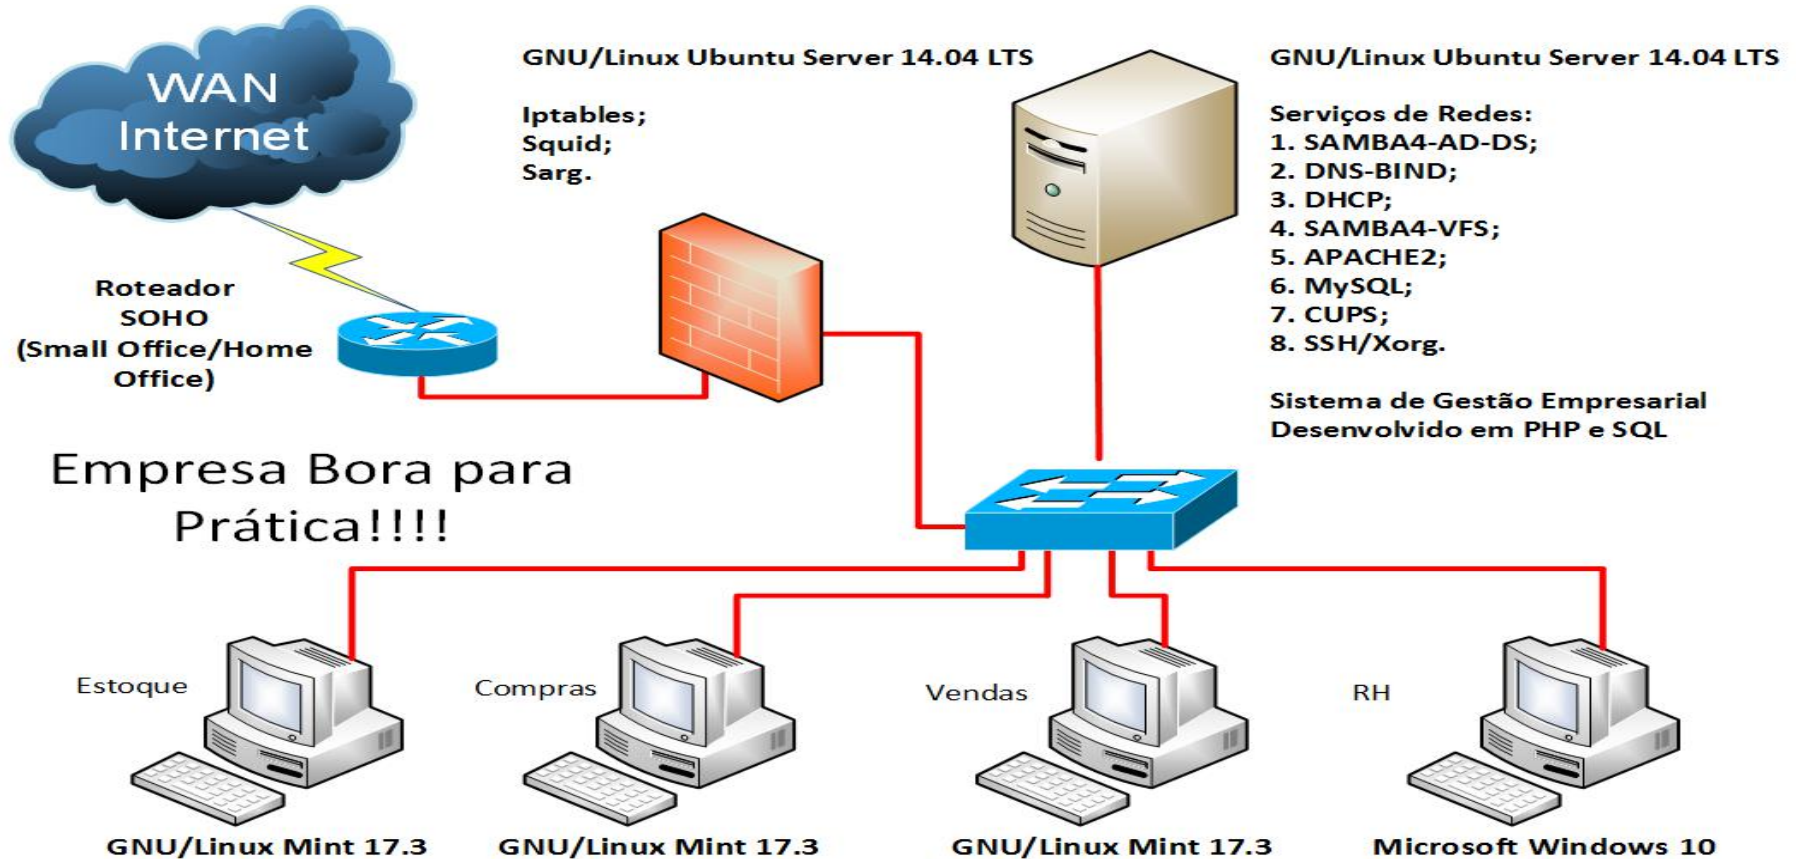 WAN
Internet
GNU/Linux Ubuntu Server 14.04 LTS
Iptables;
Squid;
Sarg.
GNU/Linux Ubuntu Server 14.04 LTS
Serviços de Redes:
1. SAMBA4-AD-DS;
2. DNS-BIND;
3. DHCP;
4. SAMBA4-VFS;
5. APACHE2;
6. MySQL;
7. CUPS;
8. SSH/Xorg.
Sistema de Gestão Empresarial
Desenvolvido em PHP e SQL
Roteador
SOHO
(Small Office/Home
Office)
Empresa Bora para
Prática!!!!
Estoque
Compras
Vendas
RH
GNU/Linux Mint 17.3
GNU/Linux Mint 17.3
GNU/Linux Mint 17.3
Microsoft Windows 10